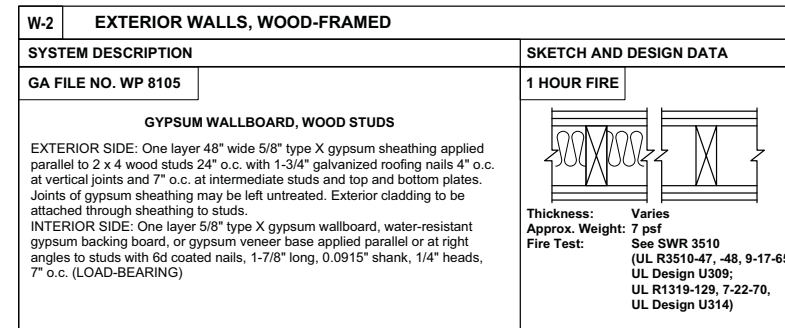 W-2 EXTERIOR WALLS, WOOD-FRAMED
SYSTEM DESCRIPTION
SKETCH AND DESIGN DATA
GA FILE NO. WP 8105
1 HOUR FIRE
GYPSUM WALLBOARD, WOOD STUDS
EXTERIOR SIDE: One layer 48" wide 5/8" type X gypsum sheathing applied
parallel to 2 x 4 wood studs 24" o.c. with 1-3/4" galvanized roofing nails 4" o.c.
at vertical joints and 7" o.c. at intermediate studs and top and bottom plates.
Joints of gypsum sheathing may be left untreated. Exterior cladding to be
attached through sheathing to studs.
INTERIOR SIDE: One layer 5/8" type X gypsum wallboard, water-resistant
gypsum backing board, or gypsum veneer base applied parallel or at right
angles to studs with 6d coated nails, 1-7/8" long, 0.0915" shank, 1/4" heads,
7" o.c. (LOAD-BEARING)
Thickness: Varies
Approx. Weight: 7 psf
Fire Test: See SWR 3510
(UL R3510-47, -48, 9-17-65
UL Design U309;
UL R1319-129, 7-22-70,
UL Design U314)